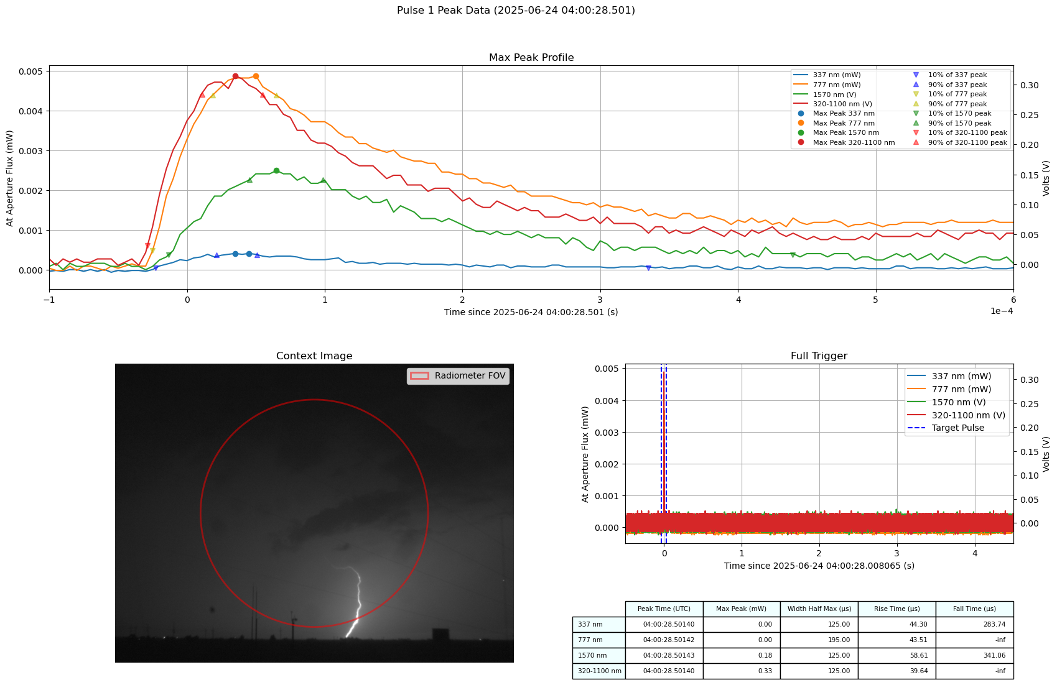 Pulse 1 Peak Data (2025-06-24 04:00:28.501)
Max Peak Profile
At Aperture Flux (mW)
0.005
0.004
0.003
0.002
0.001
0.000
0.30
0.25
0.20
0.15
0.10
0.05
0.00
Volts (V)
337 nm (mW)
777 nm (mW)
1570 nm (V)
320-1100 nm (V)
Max Peak 337 nm
Max Peak 777 nm
Max Peak 1570 nm
Max Peak 320-1100 nm
10% of 337 peak
90% of 337 peak
10% of 777 peak
90% of 777 peak
10% of 1570 peak
90% of 1570 peak
10% of 320-1100 peak
90% of 320-1100 peak
−1 0 1 2 3 4 5 6
1e−4
Time since 2025-06-24 04:00:28.501 (s)
Context Image
Radiometer FOV
Full Trigger
At Aperture Flux (mW)
0.005
0.004
0.003
0.002
0.001
0.000
0.30
0.25
0.20
0.15
0.10
0.05
0.00
Volts (V)
337 nm (mW)
777 nm (mW)
1570 nm (V)
320-1100 nm (V)
Target Pulse
0 1 2 3 4
Time since 2025-06-24 04:00:28.008065 (s)
Peak Time (UTC) Max Peak (mW) Width Half Max (µs) Rise Time (µs) Fall Time (µs)
337 nm 04:00:28.50140 0.00 125.00 44.30 283.74
777 nm 04:00:28.50142 0.00 195.00 43.51 -inf
1570 nm 04:00:28.50143 0.18 125.00 58.61 341.06
320-1100 nm 04:00:28.50140 0.33 125.00 39.64 -inf